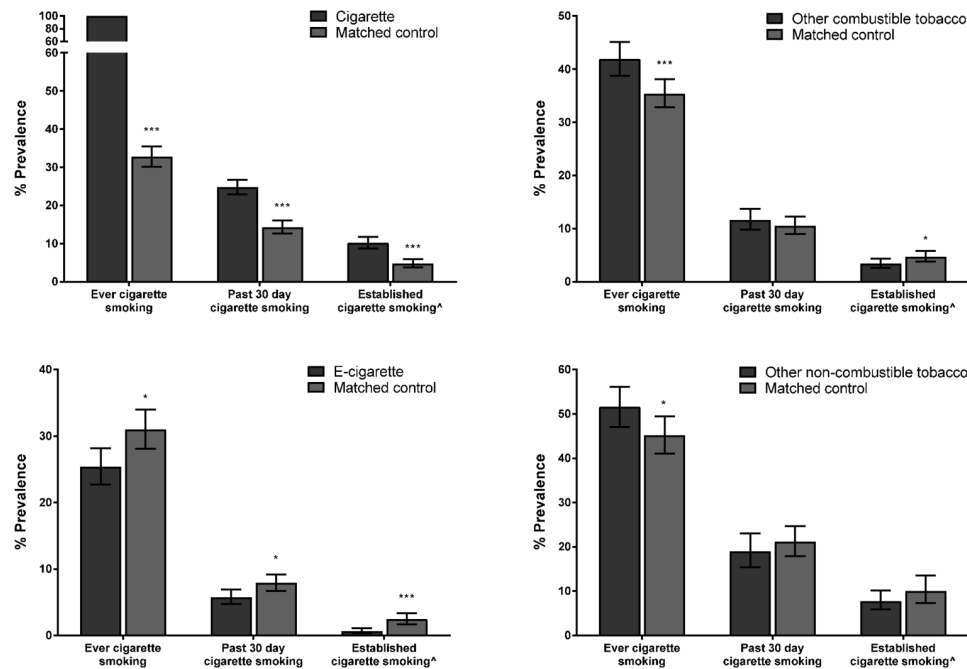 Cigarette
Matched control
% Prevalence
100
80
60
60
50
40
30
20
10
0
***
***
***
Ever cigarette
smoking
Past 30 day
cigarette smoking
Established
cigarette smoking^
Other combustible tobacco
Matched control
% Prevalence
50
40
30
20
10
0
***
*
Ever cigarette
smoking
Past 30 day
cigarette smoking
Established
cigarette smoking^
E-cigarette
Matched control
% Prevalence
40
30
20
10
0
*
*
***
Ever cigarette
smoking
Past 30 day
cigarette smoking
Established
cigarette smoking^
Other non-combustible tobacco
Matched control
% Prevalence
60
50
40
30
20
10
0
*
Ever cigarette
smoking
Past 30 day
cigarette smoking
Established
cigarette smoking^